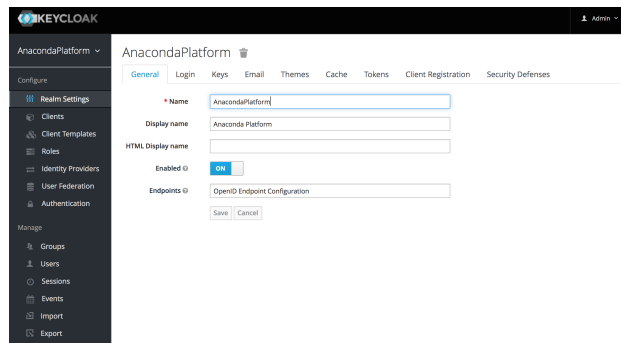 KEYCLOAK
Admin
AnacondaPlatform
AnacondaPlatform
General Login Keys Email Themes Cache Tokens Client Registration Security Defenses
Configure
Realm Settings
Clients
Client Templates
Roles
Identity Providers
User Federation
Authentication
Manage
Groups
Users
Sessions
Events
Import
Export
* Name AnacondaPlatform
Display name Anaconda Platform
HTML Display name
Enabled ON
Endpoints OpenID Endpoint Configuration
Save Cancel